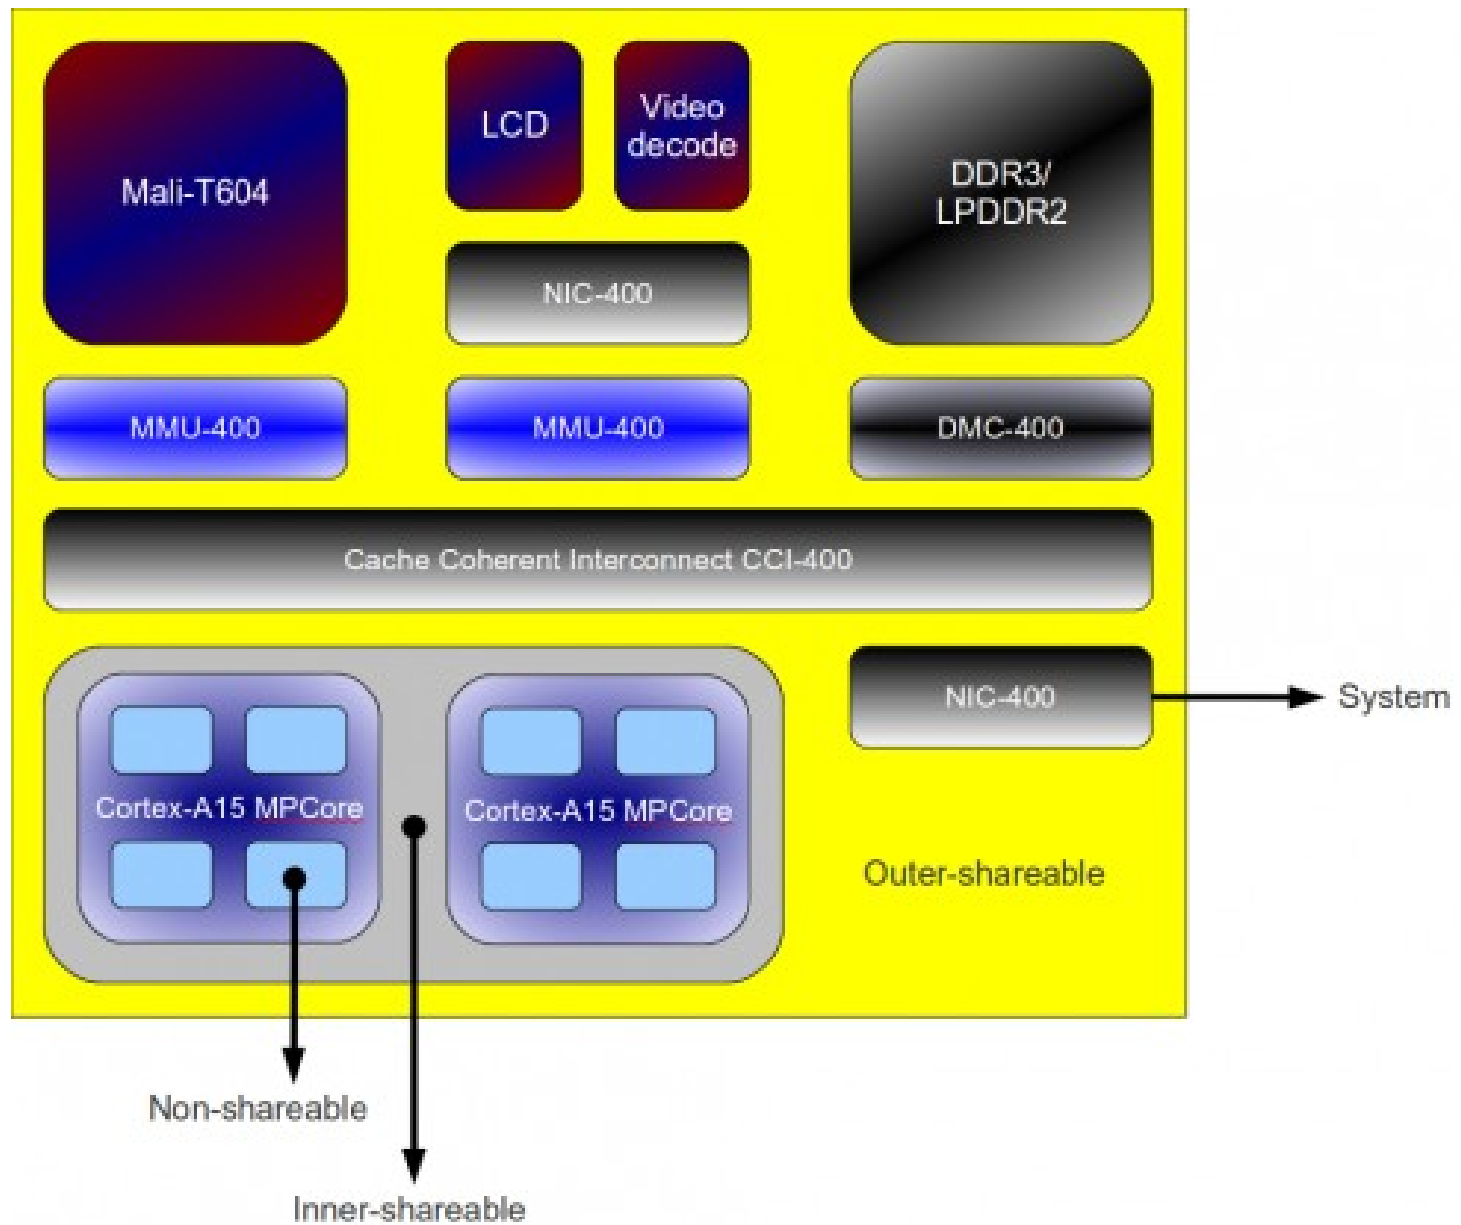 Mali-T604
LCD
Video
decode
DDR3/
LPDDR2
NIC-400
MMU-400
MMU-400
DMC-400
Cache Coherent Interconnect CCI-400
NIC-400
System
Cortex-A15 MPCore
Cortex-A15 MPCore
Outer-shareable
Non-shareable
Inner-shareable